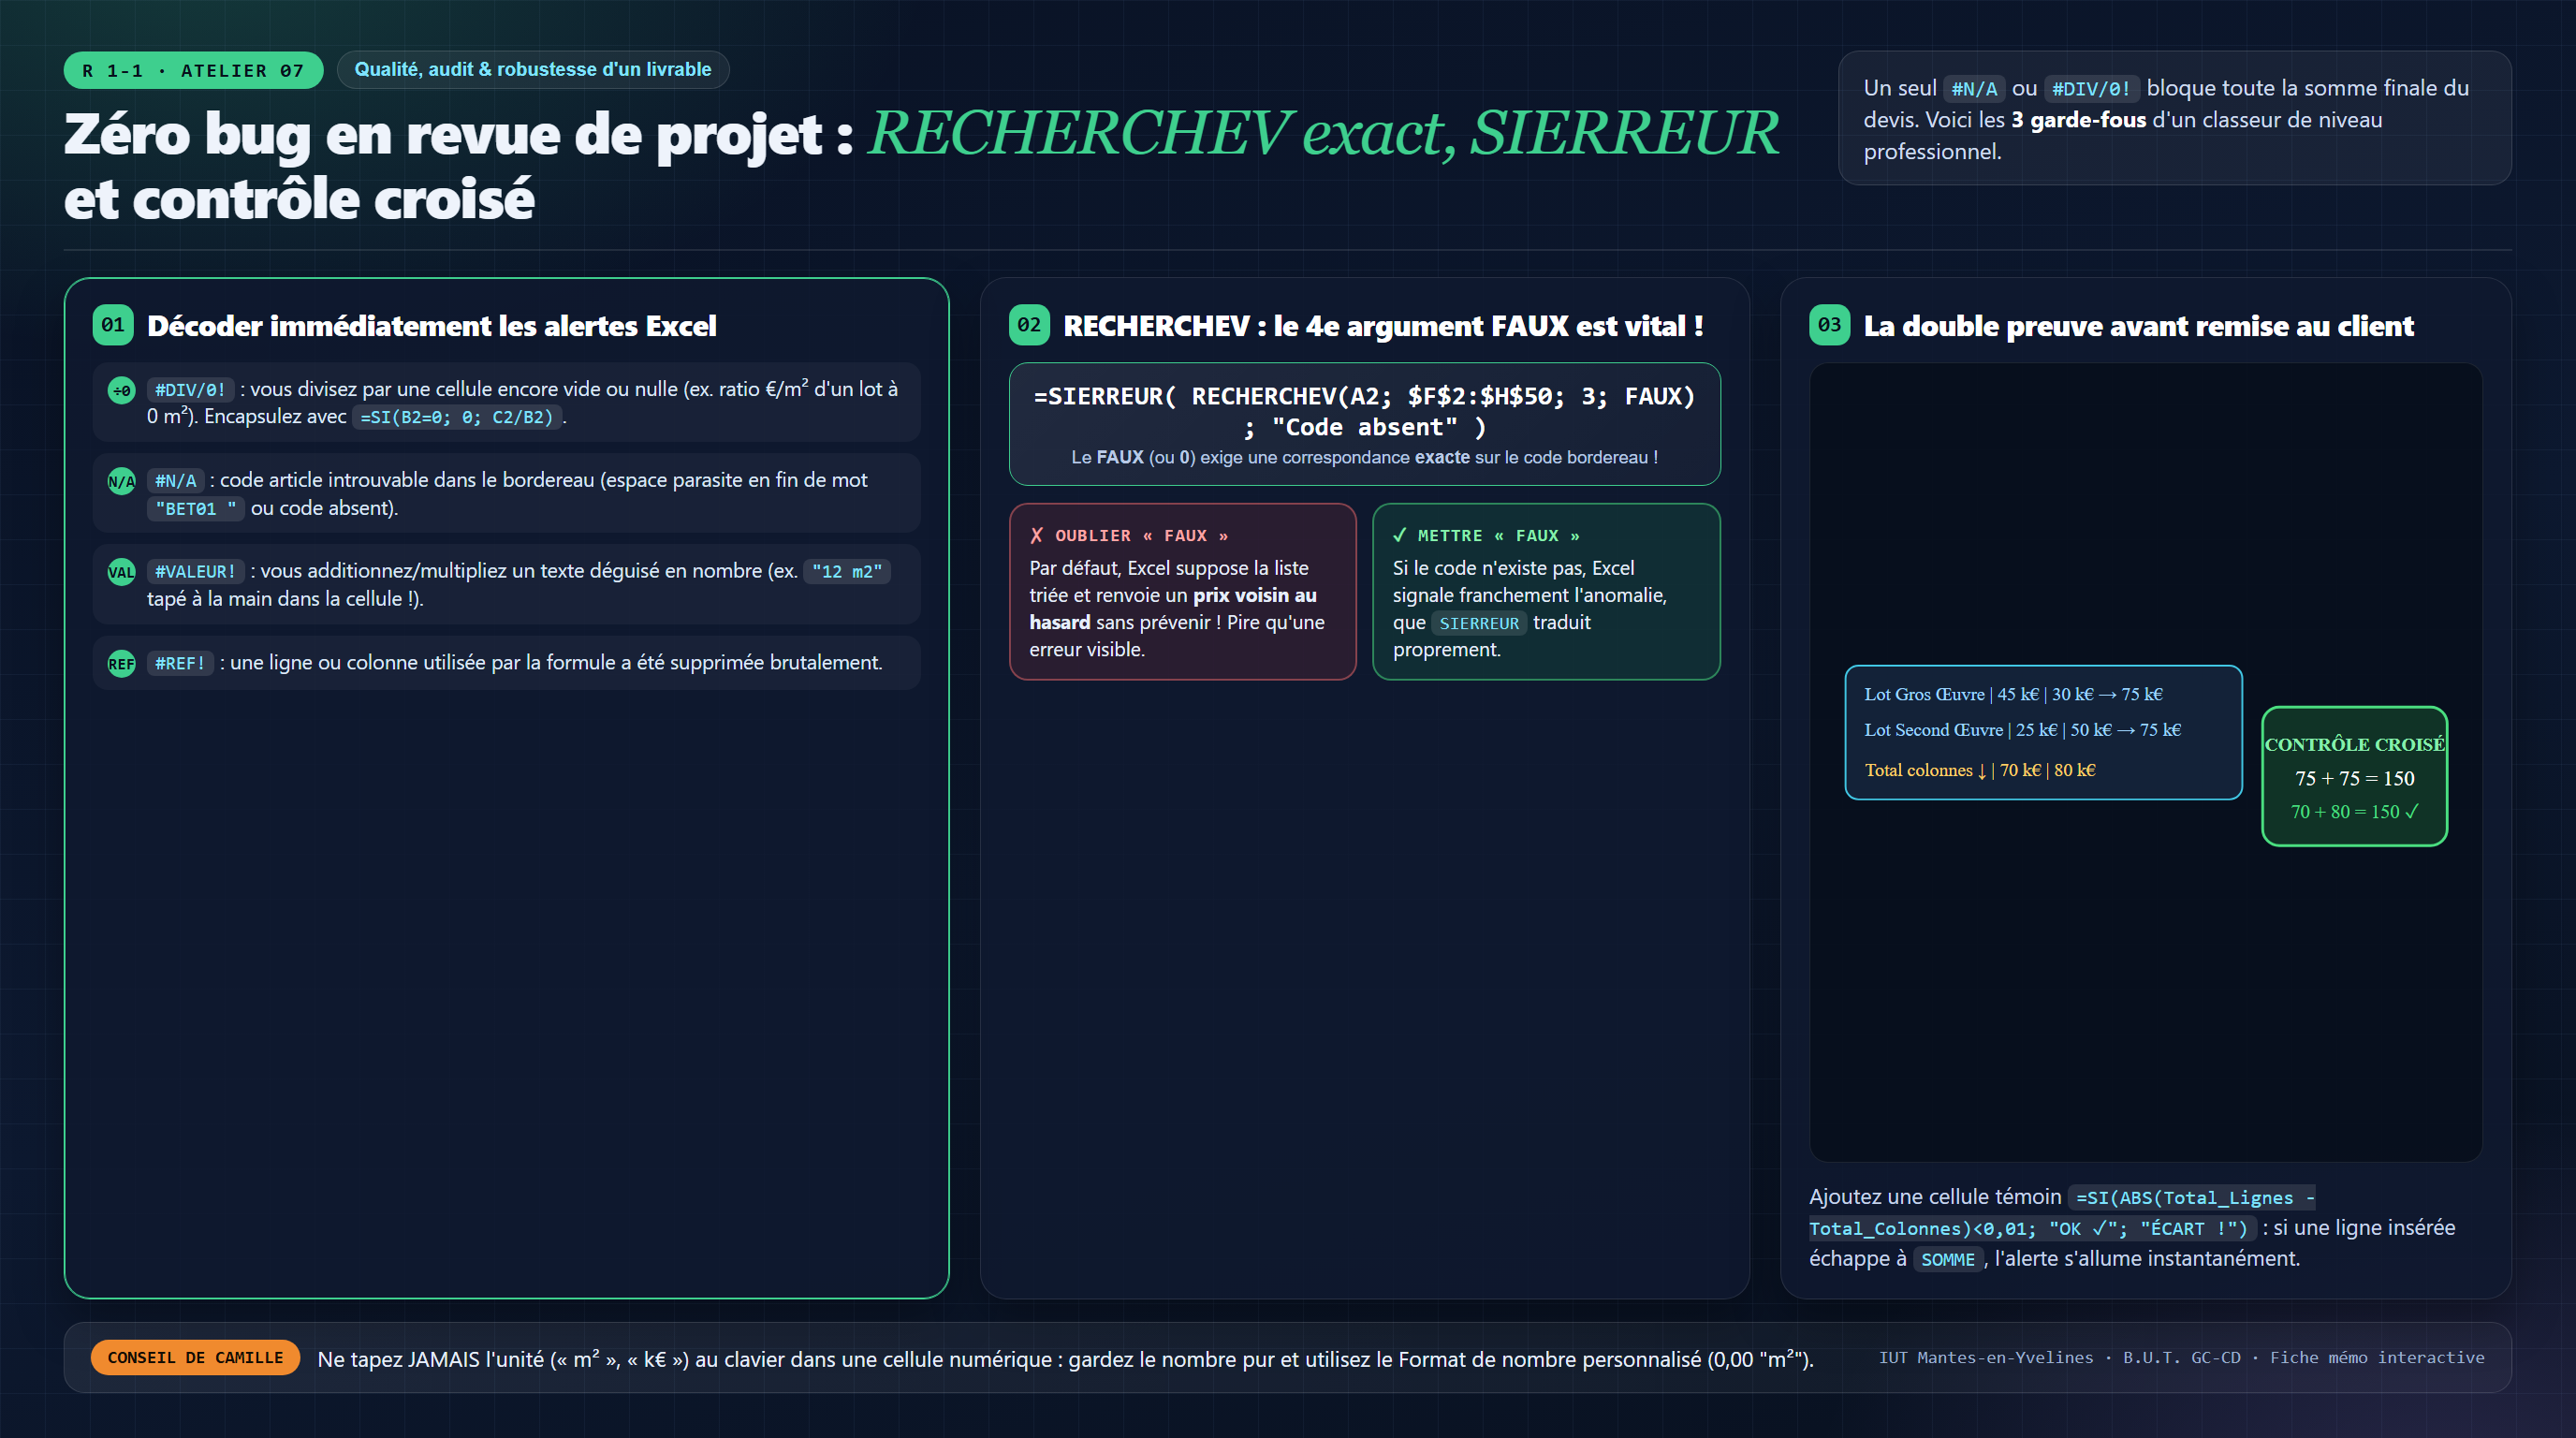 R 1-1 · ATELIER 07
Qualité, audit & robustesse d'un livrable
Zéro bug en revue de projet : RECHERCHEV exact, SIERREUR
et contrôle croisé
Un seul #N/A ou #DIV/0! bloque toute la somme finale du
devis. Voici les 3 garde-fous d'un classeur de niveau
professionnel.
01 Décoder immédiatement les alertes Excel
÷0 #DIV/0! : vous divisez par une cellule encore vide ou nulle (ex. ratio €/m² d'un lot à
0 m²). Encapsulez avec =SI(B2=0; 0; C2/B2).
N/A #N/A : code article introuvable dans le bordereau (espace parasite en fin de mot
"BET01 " ou code absent).
VAL #VALEUR! : vous additionnez/multipliez un texte déguisé en nombre (ex. "12 m2"
tapé à la main dans la cellule !).
REF #REF! : une ligne ou colonne utilisée par la formule a été supprimée brutalement.
02 RECHERCHEV : le 4e argument FAUX est vital !
=SIERREUR( RECHERCHEV(A2; $F$2:$H$50; 3; FAUX)
; "Code absent" )
Le FAUX (ou 0) exige une correspondance exacte sur le code bordereau !
✗ OUBLIER « FAUX »
Par défaut, Excel suppose la liste
triée et renvoie un prix voisin au
hasard sans prévenir ! Pire qu'une
erreur visible.
✓ METTRE « FAUX »
Si le code n'existe pas, Excel
signale franchement l'anomalie,
que SIERREUR traduit
proprement.
03 La double preuve avant remise au client
Lot Gros Œuvre | 45 k€ | 30 k€ → 75 k€
Lot Second Œuvre | 25 k€ | 50 k€ → 75 k€
Total colonnes ↓ | 70 k€ | 80 k€
CONTRÔLE CROISÉ
75 + 75 = 150
70 + 80 = 150 ✓
Ajoutez une cellule témoin =SI(ABS(Total_Lignes -
Total_Colonnes)<0,01; "OK ✓"; "ÉCART !") : si une ligne insérée
échappe à SOMME, l'alerte s'allume instantanément.
CONSEIL DE CAMILLE
Ne tapez JAMAIS l'unité (« m² », « k€ ») au clavier dans une cellule numérique : gardez le nombre pur et utilisez le Format de nombre personnalisé (0,00 "m²").
IUT Mantes-en-Yvelines · B.U.T. GC-CD · Fiche mémo interactive